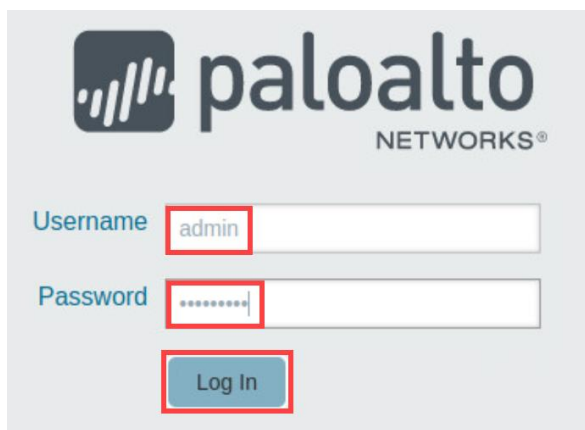 paloalto
NETWORKS®
Username admin
Password •••••••••
Log In